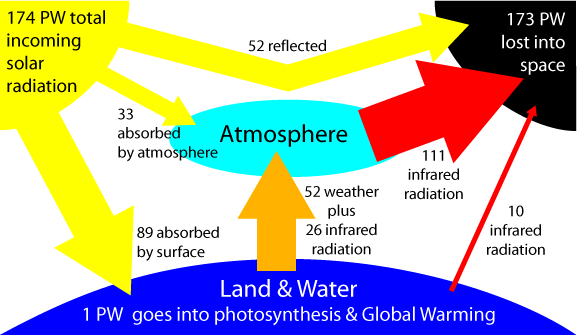 174 PW total
incoming
solar
radiation
52 reflected
173 PW
lost into
space
33
absorbed
by atmosphere
Atmosphere
111
infrared
radiation
52 weather
plus
26 infrared
radiation
10
infrared
radiation
89 absorbed
by surface
Land & Water
1 PW goes into photosynthesis & Global Warming